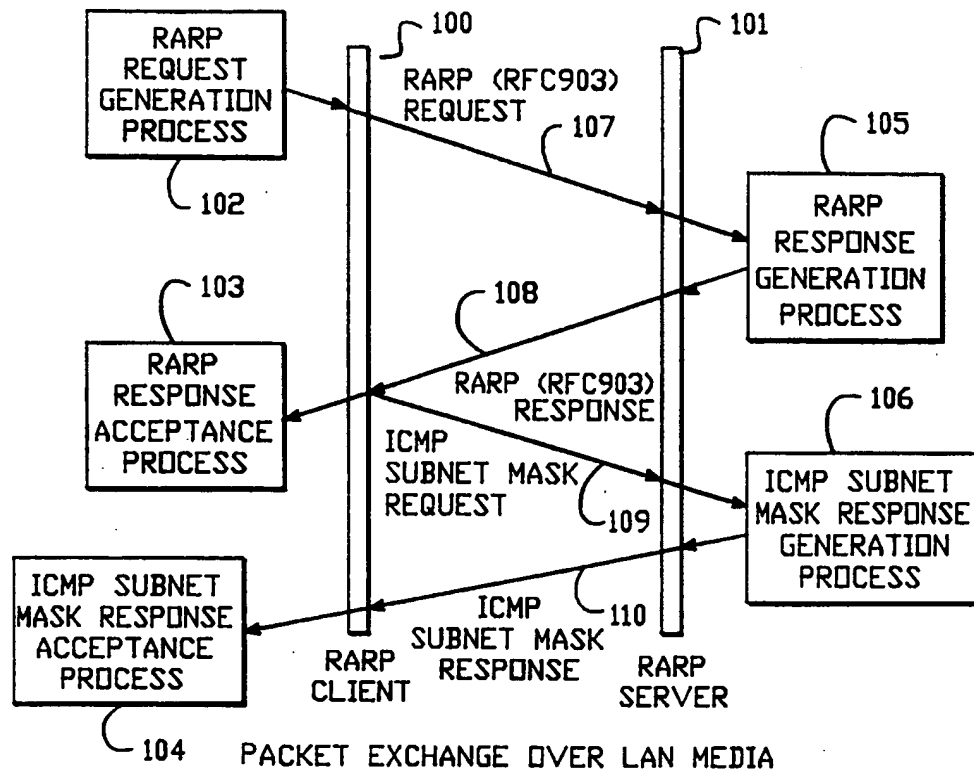 100
101
RARP
REQUEST
GENERATION
PROCESS
RARP (RFC903)
REQUEST
107
105
102
RARP
RESPONSE
GENERATION
PROCESS
103
108
RARP
RESPONSE
ACCEPTANCE
PROCESS
RARP (RFC903)
RESPONSE
106
ICMP
SUBNET MASK
REQUEST
109
ICMP SUBNET
MASK RESPONSE
GENERATION
PROCESS
ICMP SUBNET
MASK RESPONSE
ACCEPTANCE
PROCESS
ICMP
SUBNET MASK
RESPONSE
110
RARP
CLIENT
RARP
SERVER
104
PACKET EXCHANGE OVER LAN MEDIA